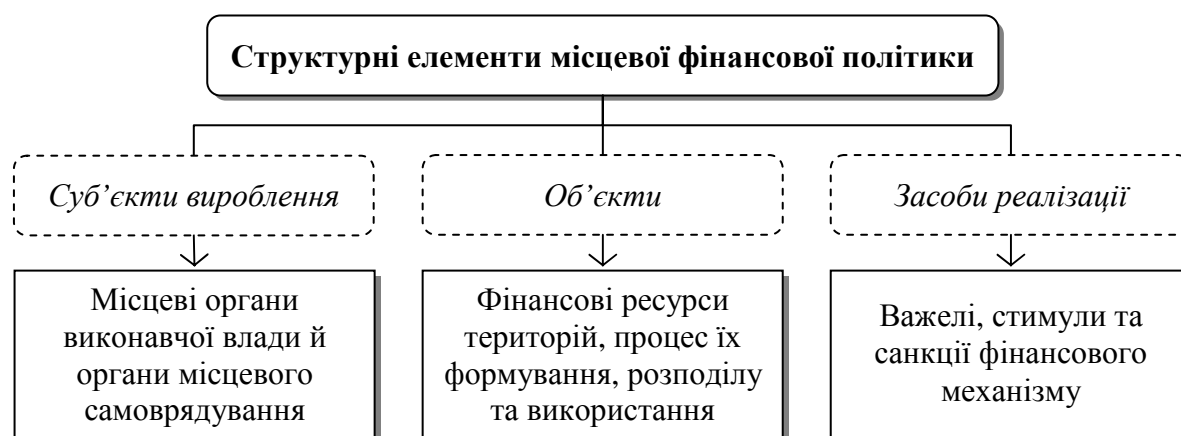 Структурні елементи місцевої фінансової політики
Суб’єкти вироблення
Об’єкти
Засоби реалізації
Місцеві органи
виконавчої влади й
органи місцевого
самоврядування
Фінансові ресурси
територій, процес їх
формування, розподілу
та використання
Важелі, стимули та
санкції фінансового
механізму